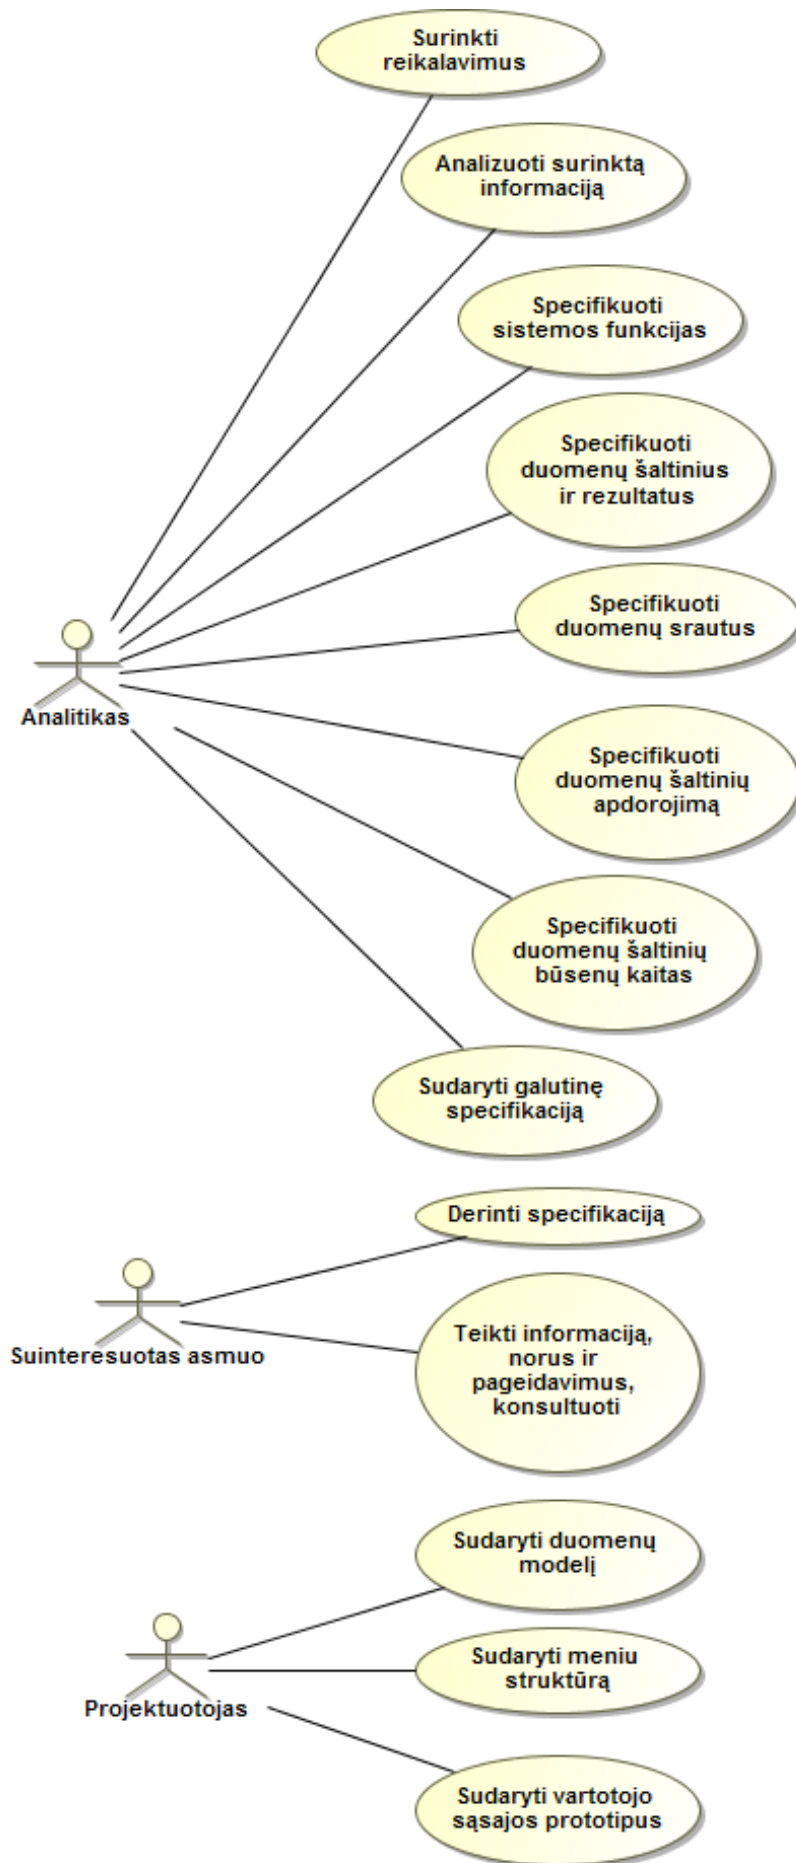 Surinkti
reikalavimus
Analizuoti surinktą
informaciją
Specifikuoti
sistemos funkcijas
Specifikuoti
duomenų šaltinius
ir rezultatus
Specifikuoti
duomenų srautus
Analitikas
Specifikuoti
duomenų šaltinių
apdorojimą
Specifikuoti
duomenų šaltinių
būsenų kaitas
Sudaryti galutinę
specifikaciją
Derinti specifikaciją
Suinteresuotas asmuo
Teikti informaciją,
norus ir
pageidavimus,
konsultuoti
Sudaryti duomenų
modelį
Sudaryti meniu
struktūrą
Projektuotojas
Sudaryti vartotojo
sąsajos prototipus